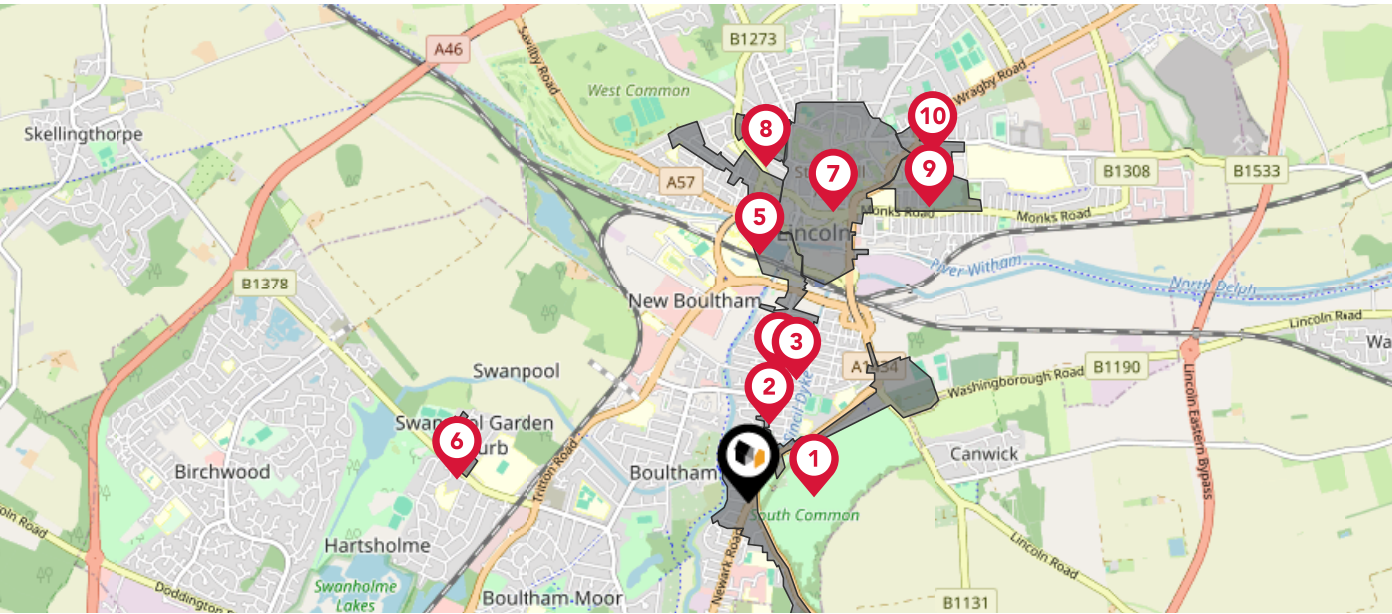 B1273
A46
Saxilby Road
Wragby Road
West Common
Skellingthorpe
8
10
7
9
A57
B1308
B1533
5
Monks Road
Monks Road
Lincoln
River Witham
North Delph
B1378
New Boultham
Lincoln Road
3
A1434
B1190
Swanpool
2
Washingborough Road
Lincoln Eastern Bypass
6
Garden
Birchwood
Tritton Road
Boultham
1
Canwick
South Common
Hartsholme
Lincoln Road
Swanholme
Lakes
Newark Road
Doddington
Boultham Moor
B1131